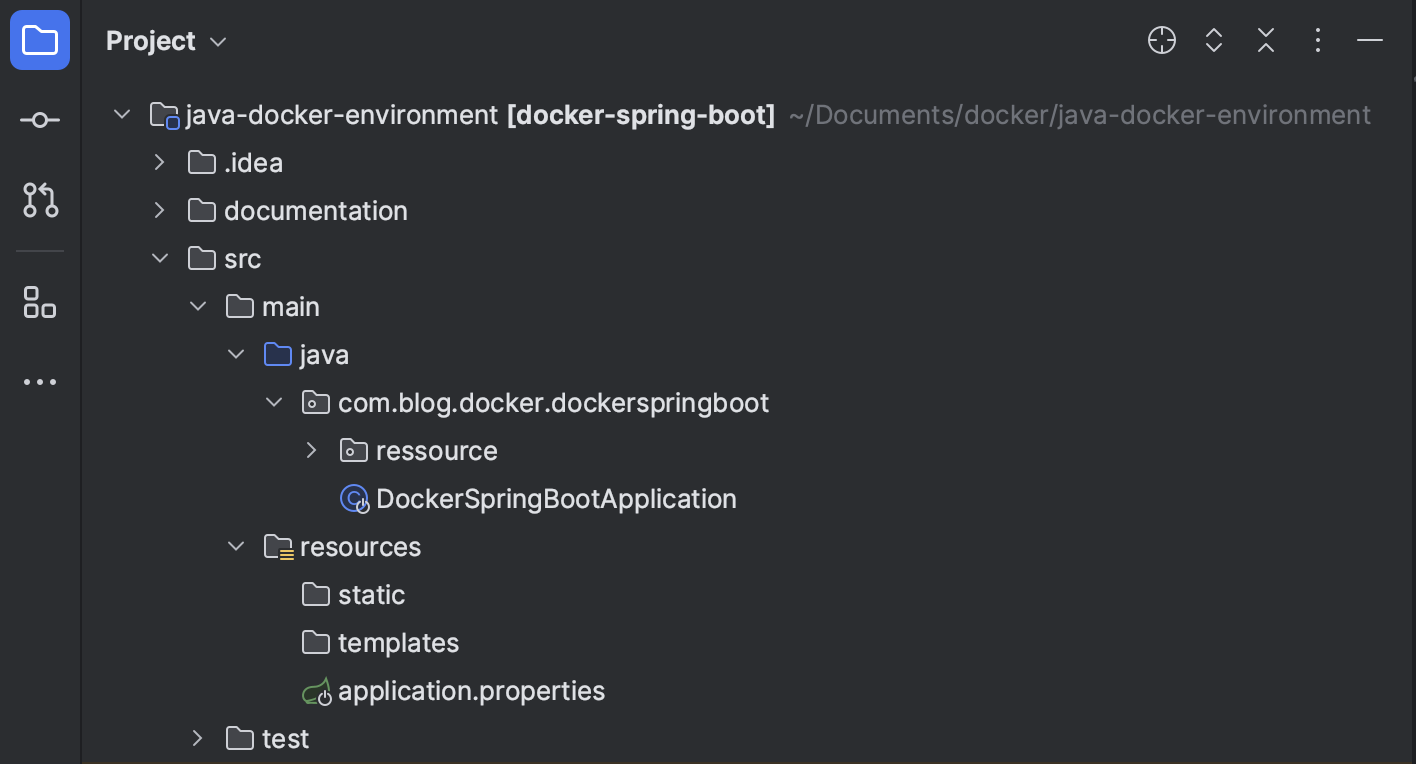 Project
java-docker-environment [docker-spring-boot] ~/Documents/docker/java-docker-environment
.idea
documentation
src
main
java
com.blog.docker.dockerspringboot
ressource
DockerSpringBootApplication
resources
static
templates
application.properties
test